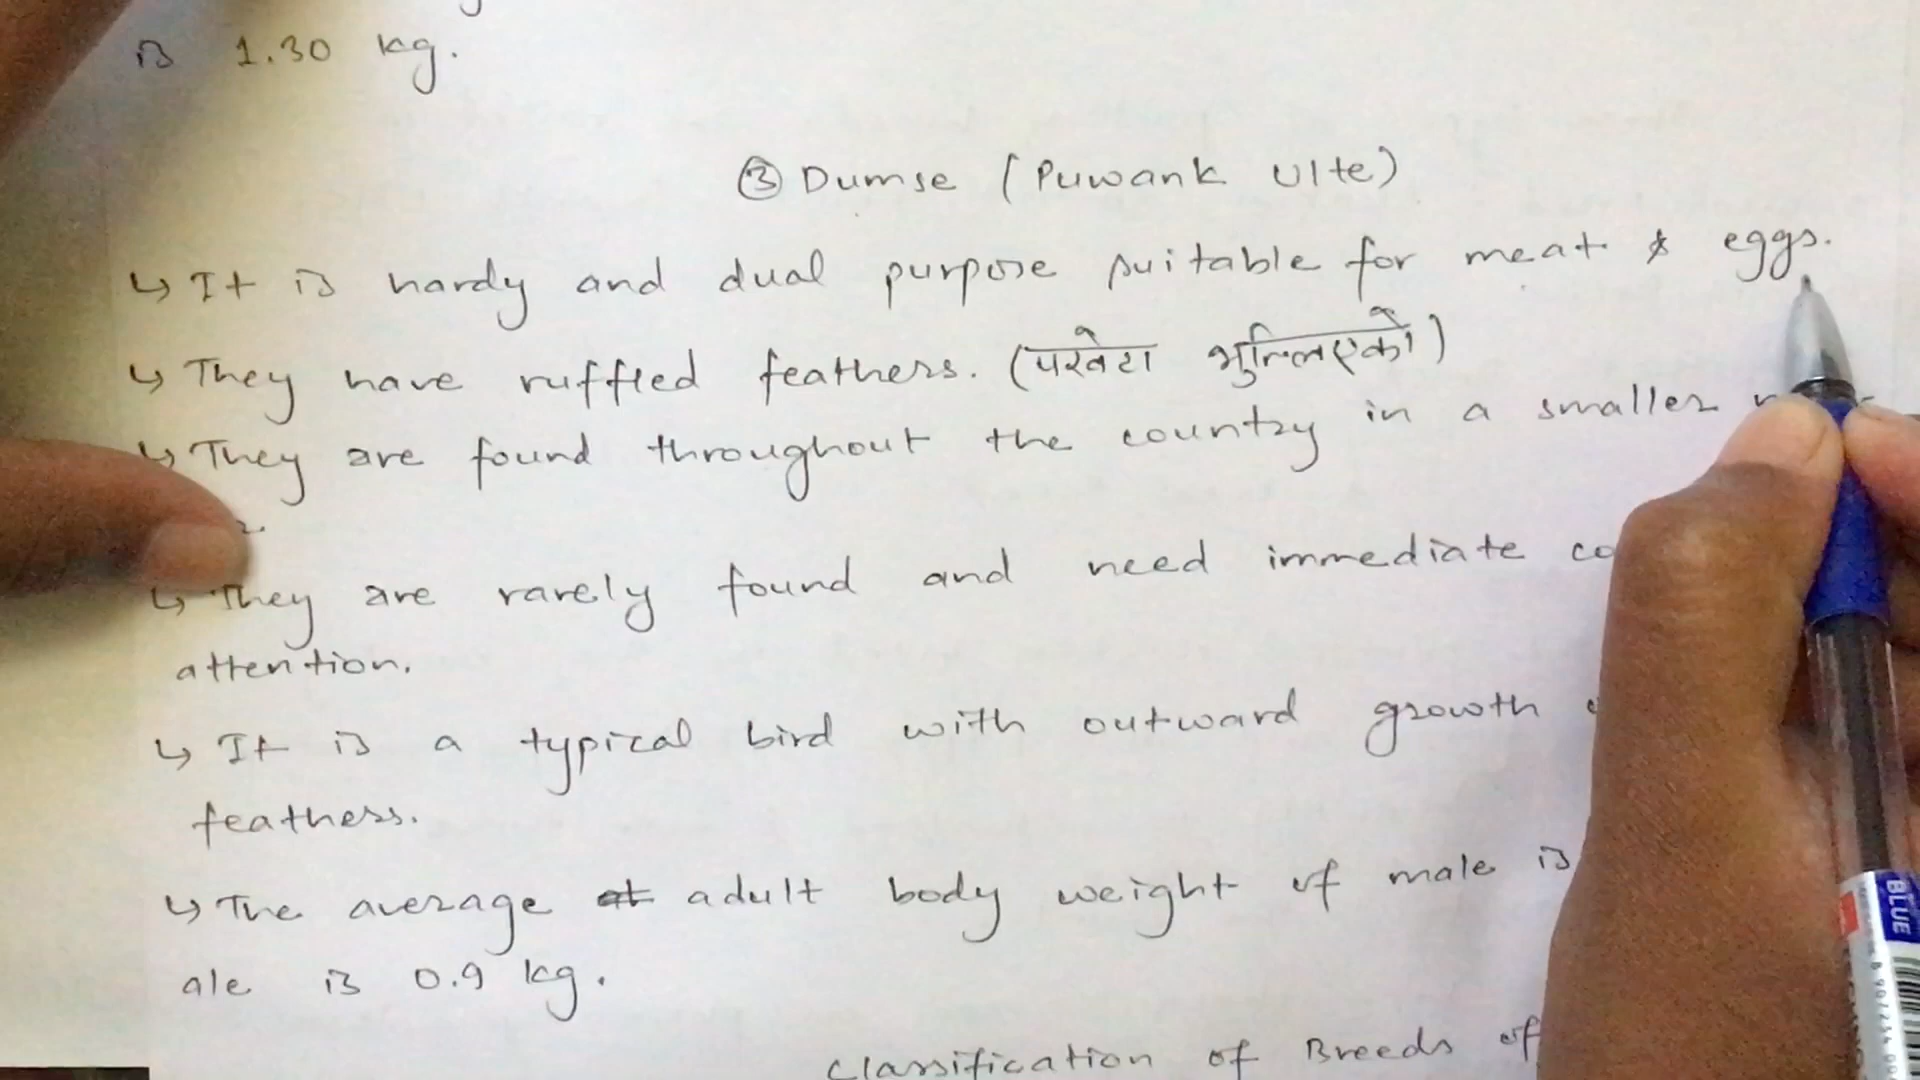 is 1.30 kg.
③ Dumse (Puwank Ulte)
↳ It is hardy and dual purpose suitable for meat & eggs.
↳ They have ruffled feathers. (प्वाँख उल्टिएको)
↳ They are found throughout the country in a smaller
↳ They are rarely found and need immediate
attention.
↳ It is a typical bird with outward growth
feathers.
↳ The average adult body weight of male is
ale is 0.9 kg.
Classification of Breeds of
BLUE